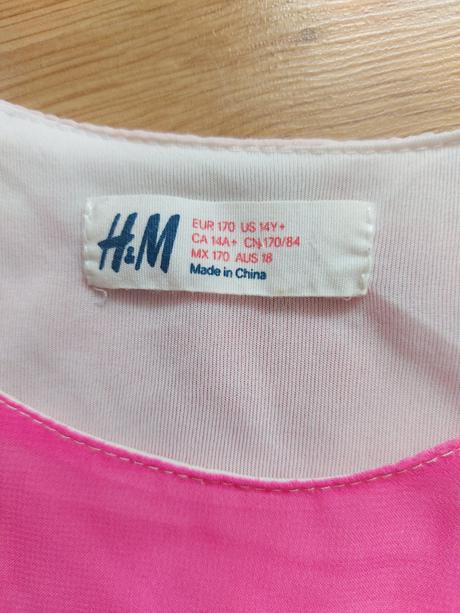 H&M
EUR 170 US 14Y+
CA 14A+ CN 170/84
MX 170 AUS 18
Made in China